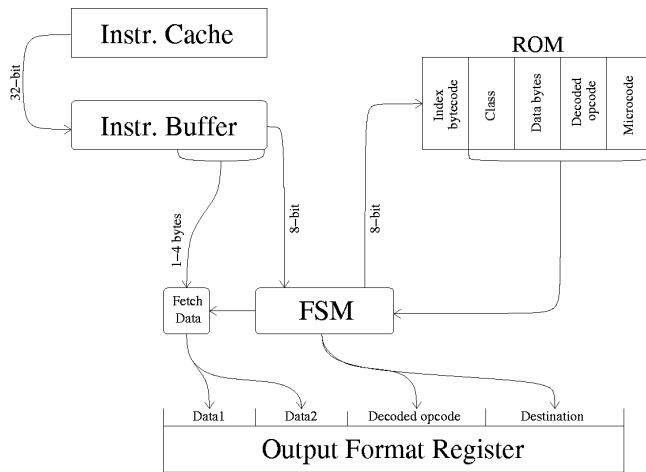 Instr. Cache
ROM
32-bit
Instr. Buffer
Index
bytecode
Class
Data bytes
Decoded
opcode
Microcode
1-4 bytes
8-bit
8-bit
Fetch
Data
FSM
Data1
Data2
Decoded opcode
Destination
Output Format Register